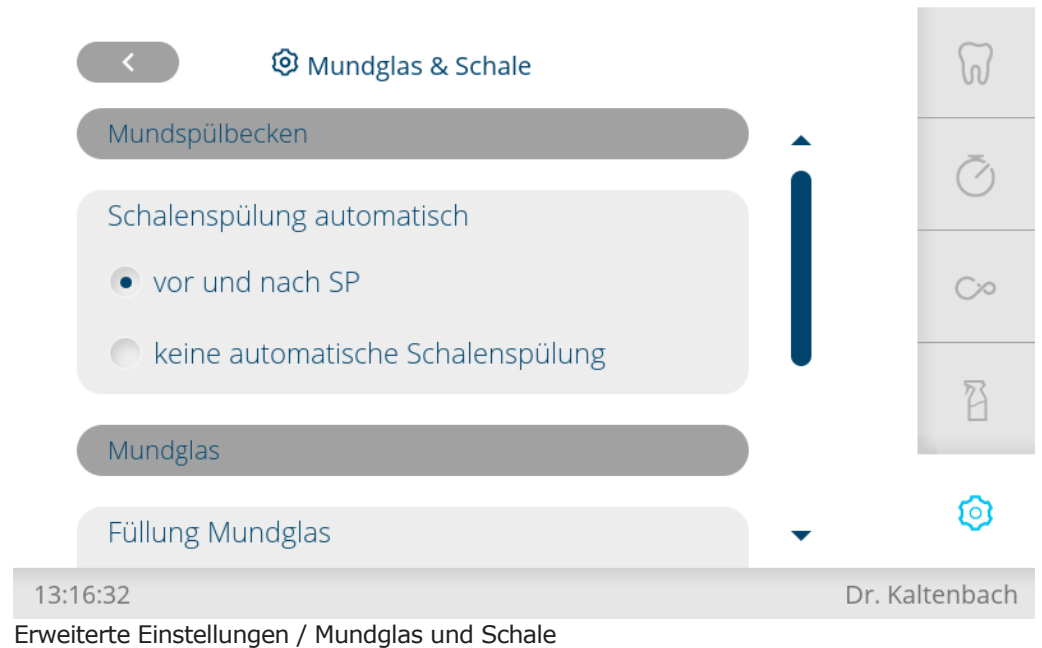 Mundglas & Schale
Mundspülbecken
Schalenspülung automatisch
vor und nach SP
keine automatische Schalenspülung
Mundglas
Füllung Mundglas
13:16:32
Dr. Kaltenbach
Erweiterte Einstellungen / Mundglas und Schale